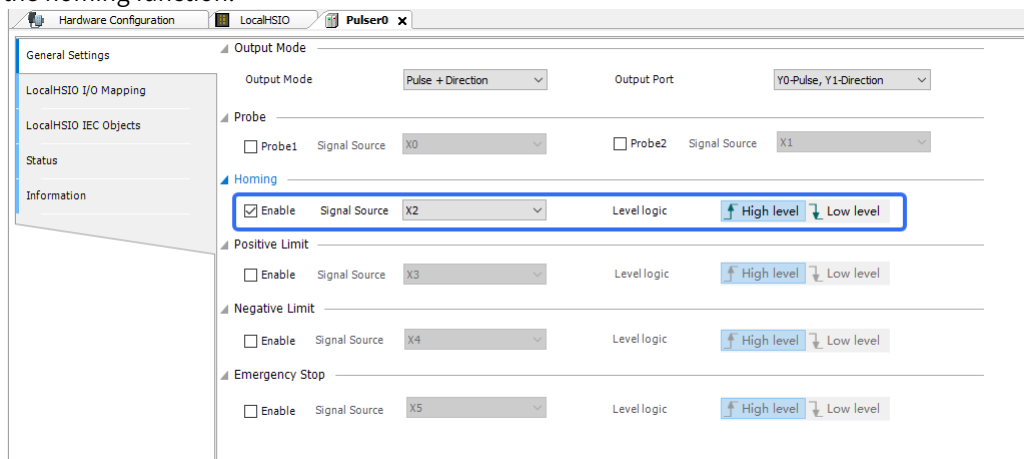 the homing function.
Hardware Configuration LocalHSIO Pulser0 x
General Settings
LocalHSIO I/O Mapping
LocalHSIO IEC Objects
Status
Information
Output Mode
Output Mode Pulse + Direction Output Port Y0-Pulse, Y1-Direction
Probe
Probe1 Signal Source X0 Probe2 Signal Source X1
Homing
Enable Signal Source X2 Level logic High level Low level
Positive Limit
Enable Signal Source X3 Level logic High level Low level
Negative Limit
Enable Signal Source X4 Level logic High level Low level
Emergency Stop
Enable Signal Source X5 Level logic High level Low level